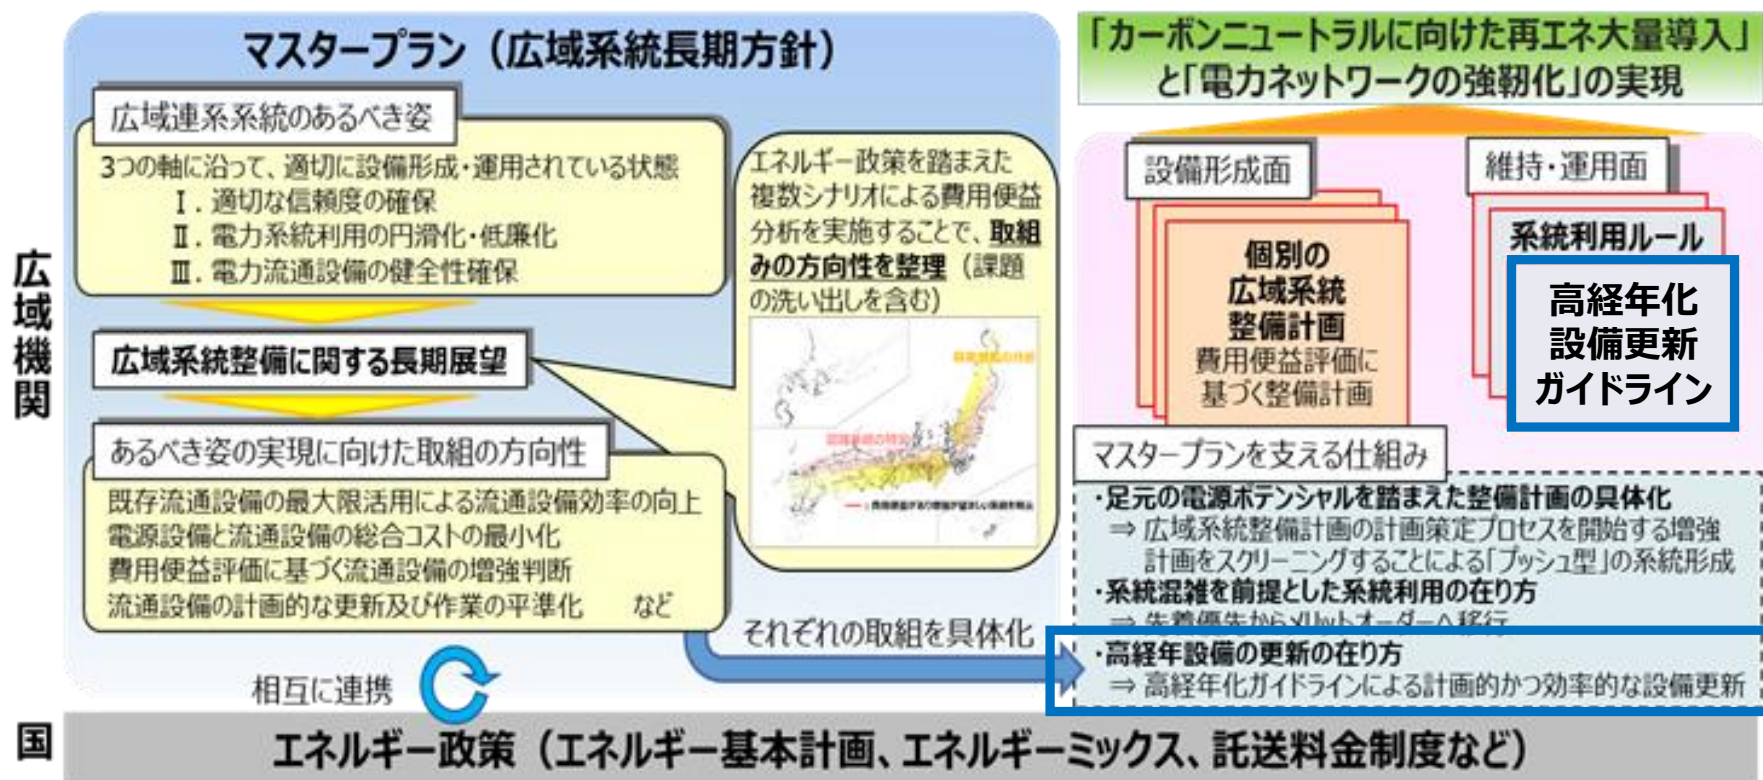 マスタープラン（広域系統長期方針）
広域連系系統のあるべき姿
3つの軸に沿って、適切に設備形成・運用されている状態
Ⅰ．適切な信頼度の確保
Ⅱ．電力系統利用の円滑化・低廉化
Ⅲ．電力流通設備の健全性確保
広域系統整備に関する長期展望
あるべき姿の実現に向けた取組の方向性
既存流通設備の最大限活用による流通設備効率の向上
電源設備と流通設備の総合コストの最小化
費用便益評価に基づく流通設備の増強判断
流通設備の計画的な更新及び作業の平準化　など
エネルギー政策を踏まえた
複数シナリオによる費用便益
分析を実施することで、取組
みの方向性を整理（課題
の洗い出しを含む）
それぞれの取組を具体化
相互に連携
広域機関
「カーボンニュートラルに向けた再エネ大量導入」
と「電力ネットワークの強靭化」の実現
設備形成面
個別の
広域系統
整備計画
費用便益評価に
基づく整備計画
維持・運用面
系統利用ルール
高経年化
設備更新
ガイドライン
マスタープランを支える仕組み
・足元の電源ポテンシャルを踏まえた整備計画の具体化
⇒ 広域系統整備計画の計画策定プロセスを開始する増強
計画をスクリーニングすることによる「プッシュ型」の系統形成
・系統混雑を前提とした系統利用の在り方
⇒ 先着優先からメリットオーダーへ移行
・高経年設備の更新の在り方
⇒ 高経年化ガイドラインによる計画的かつ効率的な設備更新
国
エネルギー政策（エネルギー基本計画、エネルギーミックス、託送料金制度など）